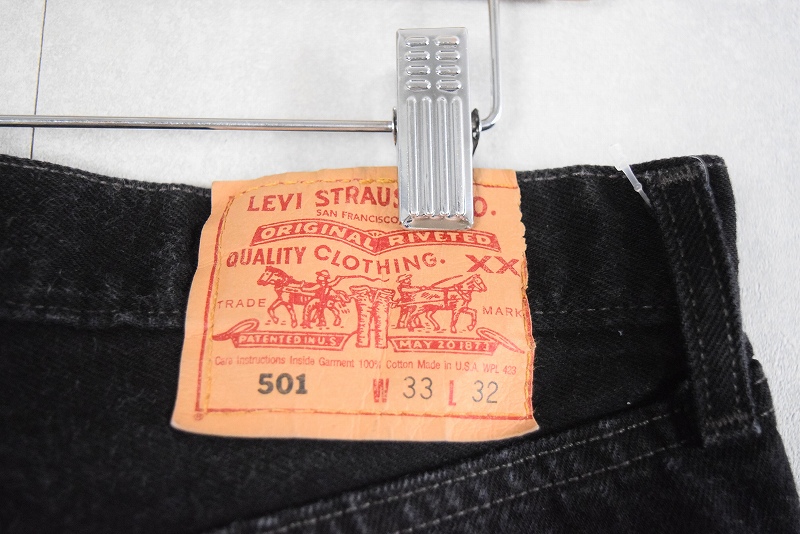 LEVI STRAUS O.
SAN FRANCISCO,
ORIGINAL RIVETED
QUALITY CLOTHING. XX
TRADE MARK
PATENTED IN U.S. MAY 20 1873
Care Instructions Inside Garment 100% Cotton Made in U.S.A. WPL 423
501 W 33 L 32